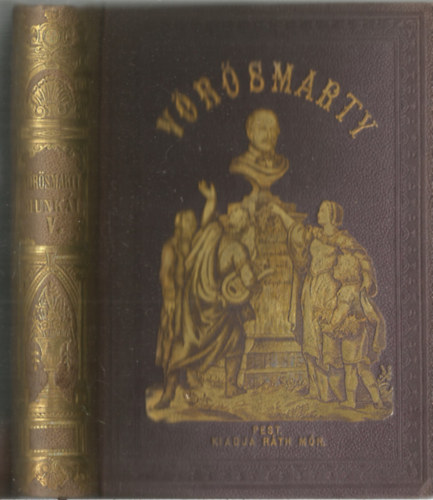 VÖRÖSMARTY
MUNKÁI
V.
VÖRÖSMARTY
PEST.
KIADJA RÁTH MÓR.